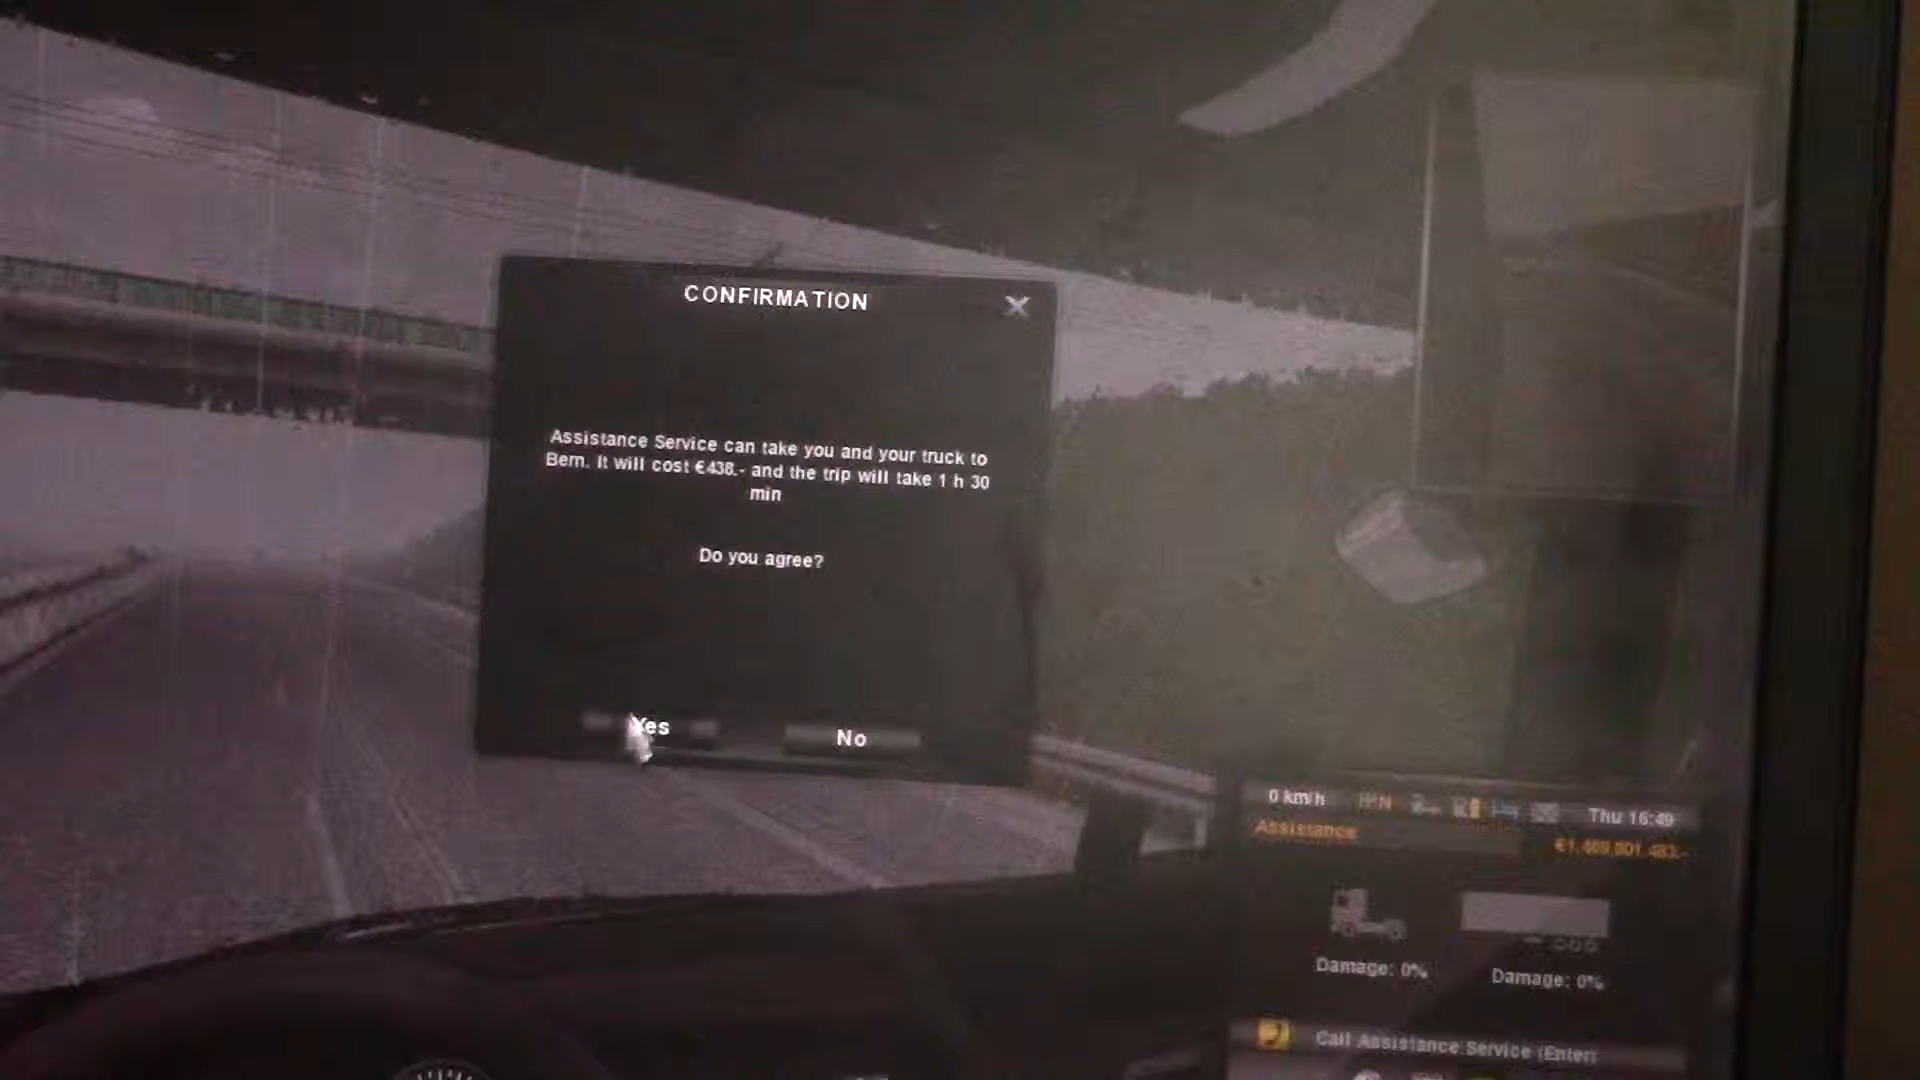 CONFIRMATION
Assistance Service can take you and your truck to
Bern. It will cost €438.- and the trip will take 1 h 30
min
Do you agree?
Yes
No
0 km/h
Thu 16:49
Assistance
Damage: 0%
Damage: 0%
Call Assistance Service (Enter)